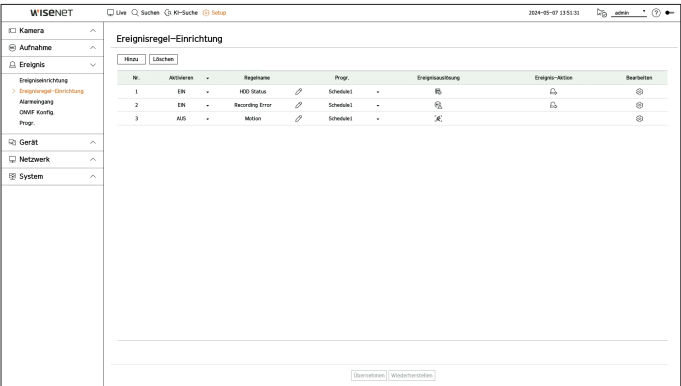 WISENET
Live Suchen KI-Suche Setup 2024-05-07 13:51:31 admin ?
Kamera
Aufnahme
Ereignis
Ereigniseinrichtung
Ereignisregel-Einrichtung
Alarmeingang
ONVIF Konfig.
Progr.
Gerät
Netzwerk
System
Ereignisregel-Einrichtung
Hinzu Löschen
Nr. Aktivieren Regelname Progr. Ereignisauslösung Ereignis-Aktion Bearbeiten
1 EIN HDD Status Schedule1
2 EIN Recording Error Schedule1
3 AUS Motion Schedule1
Übernehmen Wiederherstellen